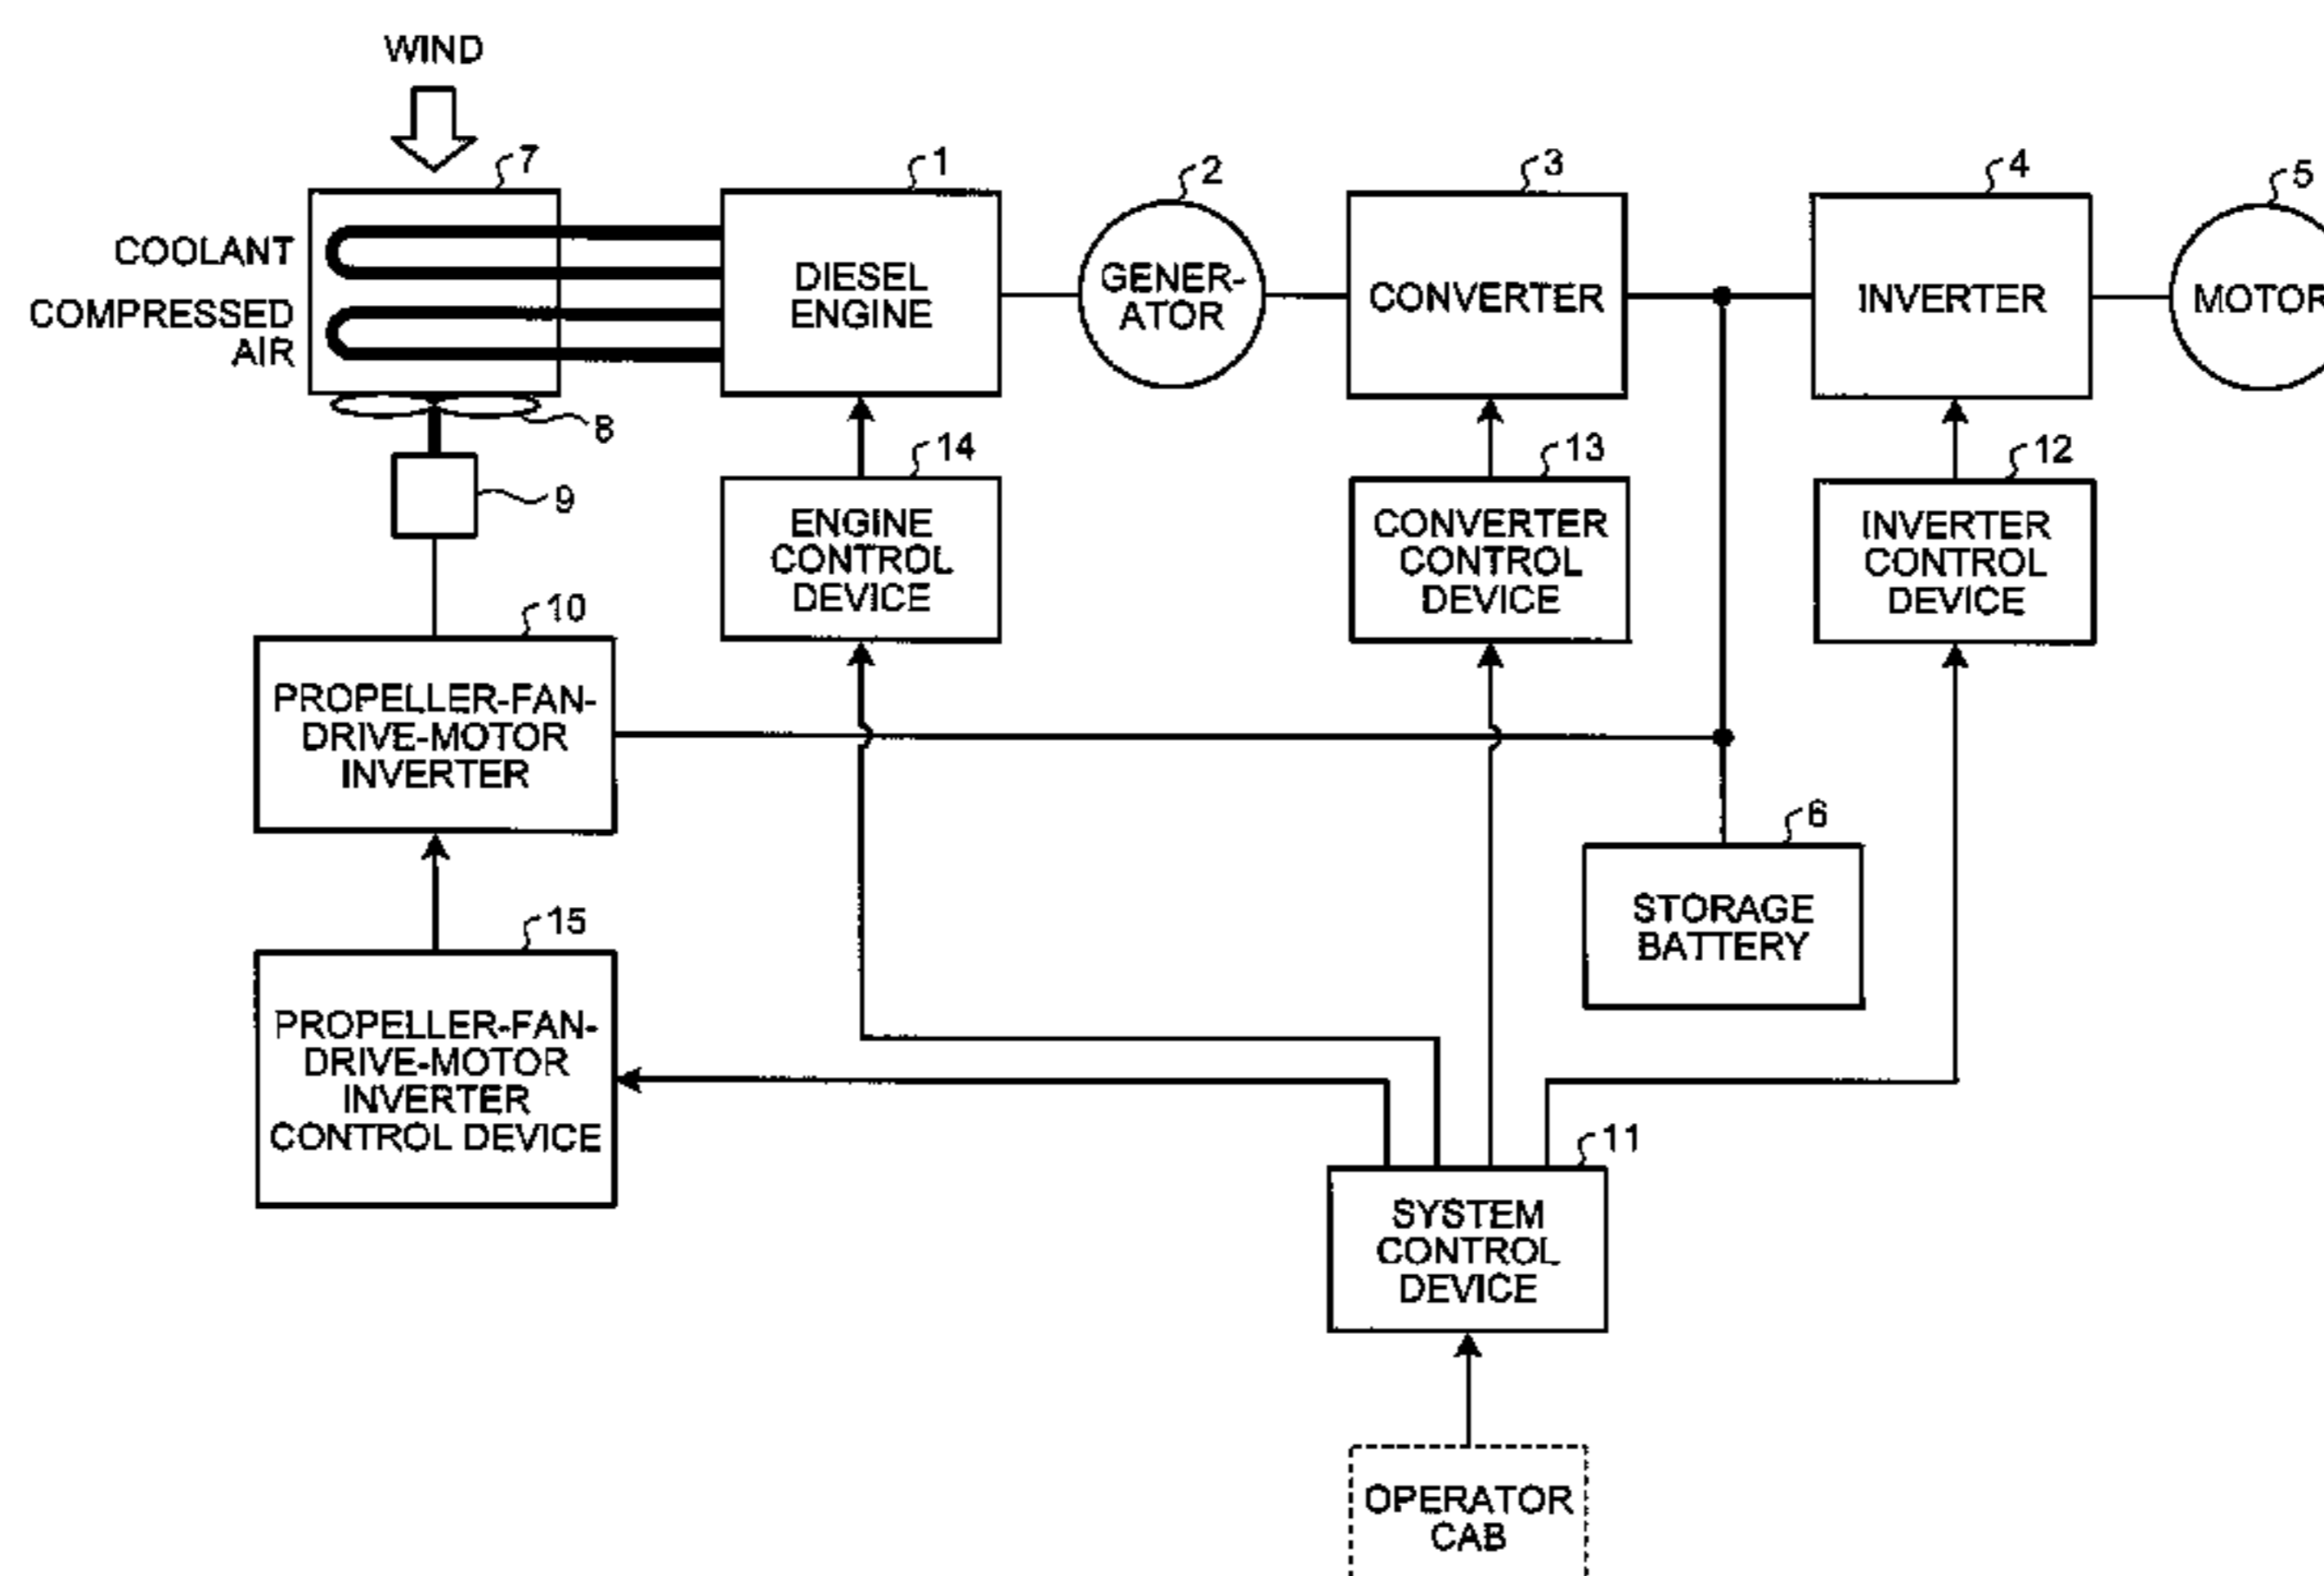 WIND
7
1
2
3
4
5
COOLANT
COMPRESSED
AIR
DIESEL
ENGINE
GENER-
ATOR
CONVERTER
INVERTER
MOTOR
8
9
14
13
12
ENGINE
CONTROL
DEVICE
CONVERTER
CONTROL
DEVICE
INVERTER
CONTROL
DEVICE
10
PROPELLER-FAN-
DRIVE-MOTOR
INVERTER
6
STORAGE
BATTERY
15
PROPELLER-FAN-
DRIVE-MOTOR
INVERTER
CONTROL DEVICE
11
SYSTEM
CONTROL
DEVICE
OPERATOR
CAB